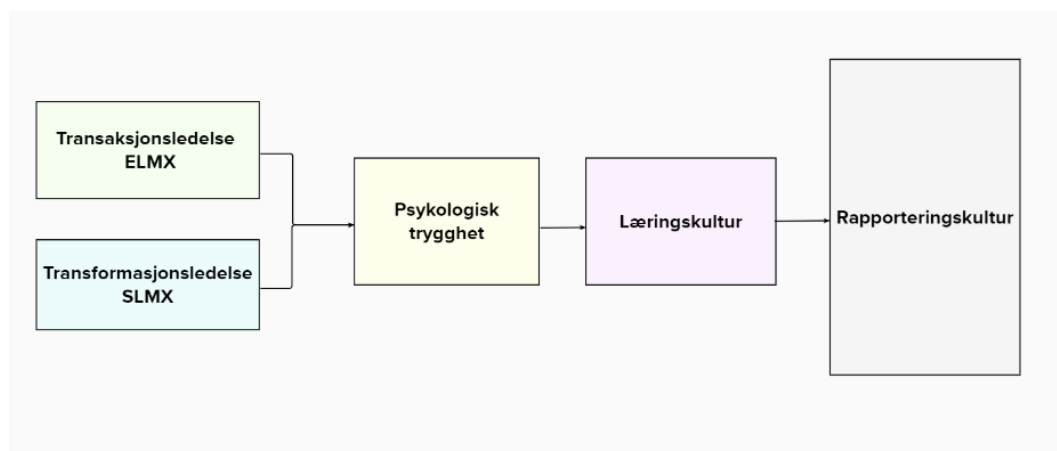 Transaksjonsledelse
ELMX
Transformasjonsledelse
SLMX
Psykologisk
trygghet
Læringskultur
Rapporteringskultur